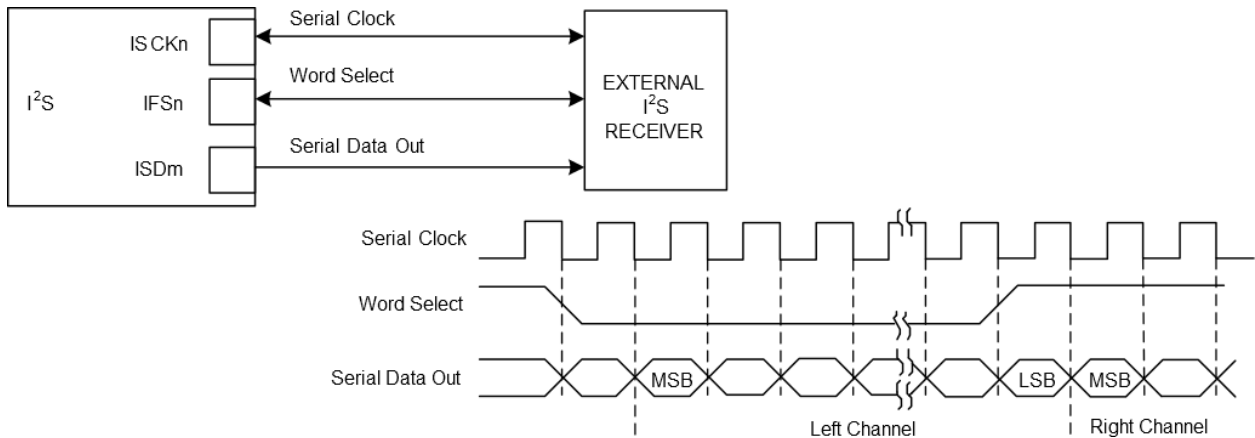 Serial Clock
ISCKn
Word Select
I²S
IFSn
EXTERNAL
I²S
RECEIVER
Serial Data Out
ISDm
Serial Clock
Word Select
Serial Data Out
MSB
LSB
MSB
Left Channel
Right Channel